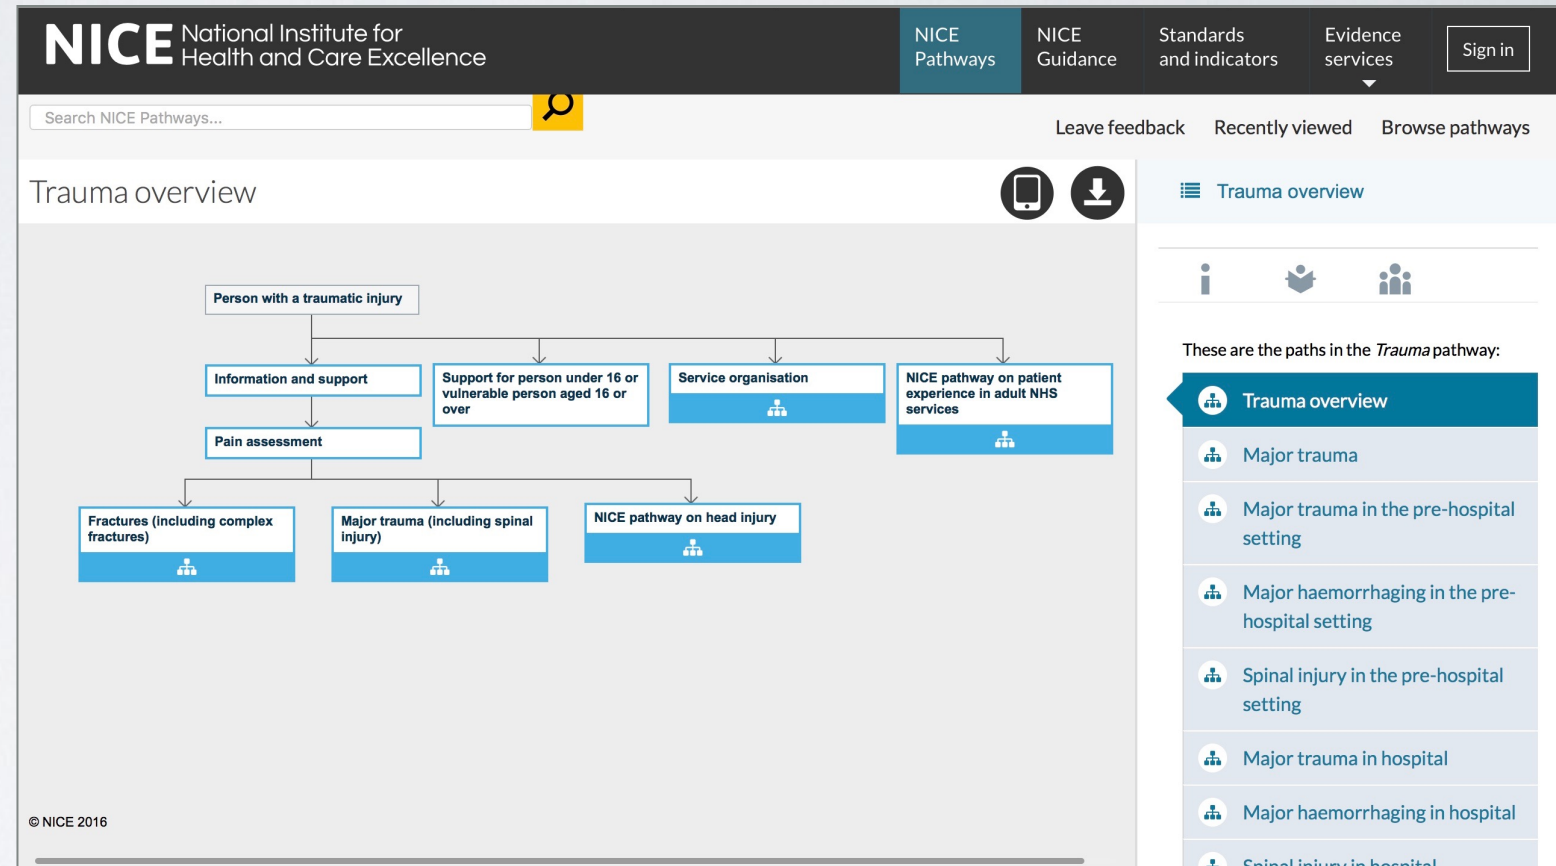 NICE National Institute for
Health and Care Excellence
NICE
Pathways
NICE
Guidance
Standards
and indicators
Evidence
services
Sign in
Search NICE Pathways...
Leave feedback
Recently viewed
Browse pathways
Trauma overview
Trauma overview
Person with a traumatic injury
Information and support
Support for person under 16 or
vulnerable person aged 16 or
over
Service organisation
NICE pathway on patient
experience in adult NHS
services
Pain assessment
Fractures (including complex
fractures)
Major trauma (including spinal
injury)
NICE pathway on head injury
© NICE 2016
These are the paths in the Trauma pathway:
Trauma overview
Major trauma
Major trauma in the pre-hospital
setting
Major haemorrhaging in the pre-
hospital setting
Spinal injury in the pre-hospital
setting
Major trauma in hospital
Major haemorrhaging in hospital
Spinal injury in hospital